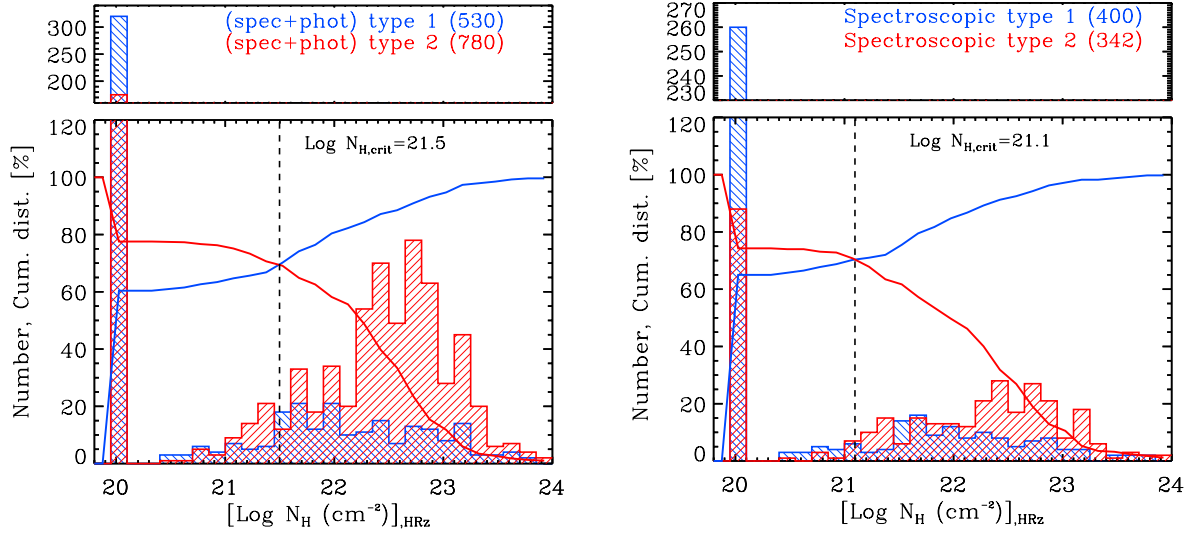 (spec+phot) type 1 (530)
(spec+phot) type 2 (780)
300
250
200
120
100
80
60
40
20
0
Number, Cum. dist. [%]
Log N_H,crit=21.5
20 21 22 23 24
[Log N_H (cm⁻²)],HRz
Spectroscopic type 1 (400)
Spectroscopic type 2 (342)
270
260
250
240
230
120
100
80
60
40
20
0
Number, Cum. dist. [%]
Log N_H,crit=21.1
20 21 22 23 24
[Log N_H (cm⁻²)],HRz